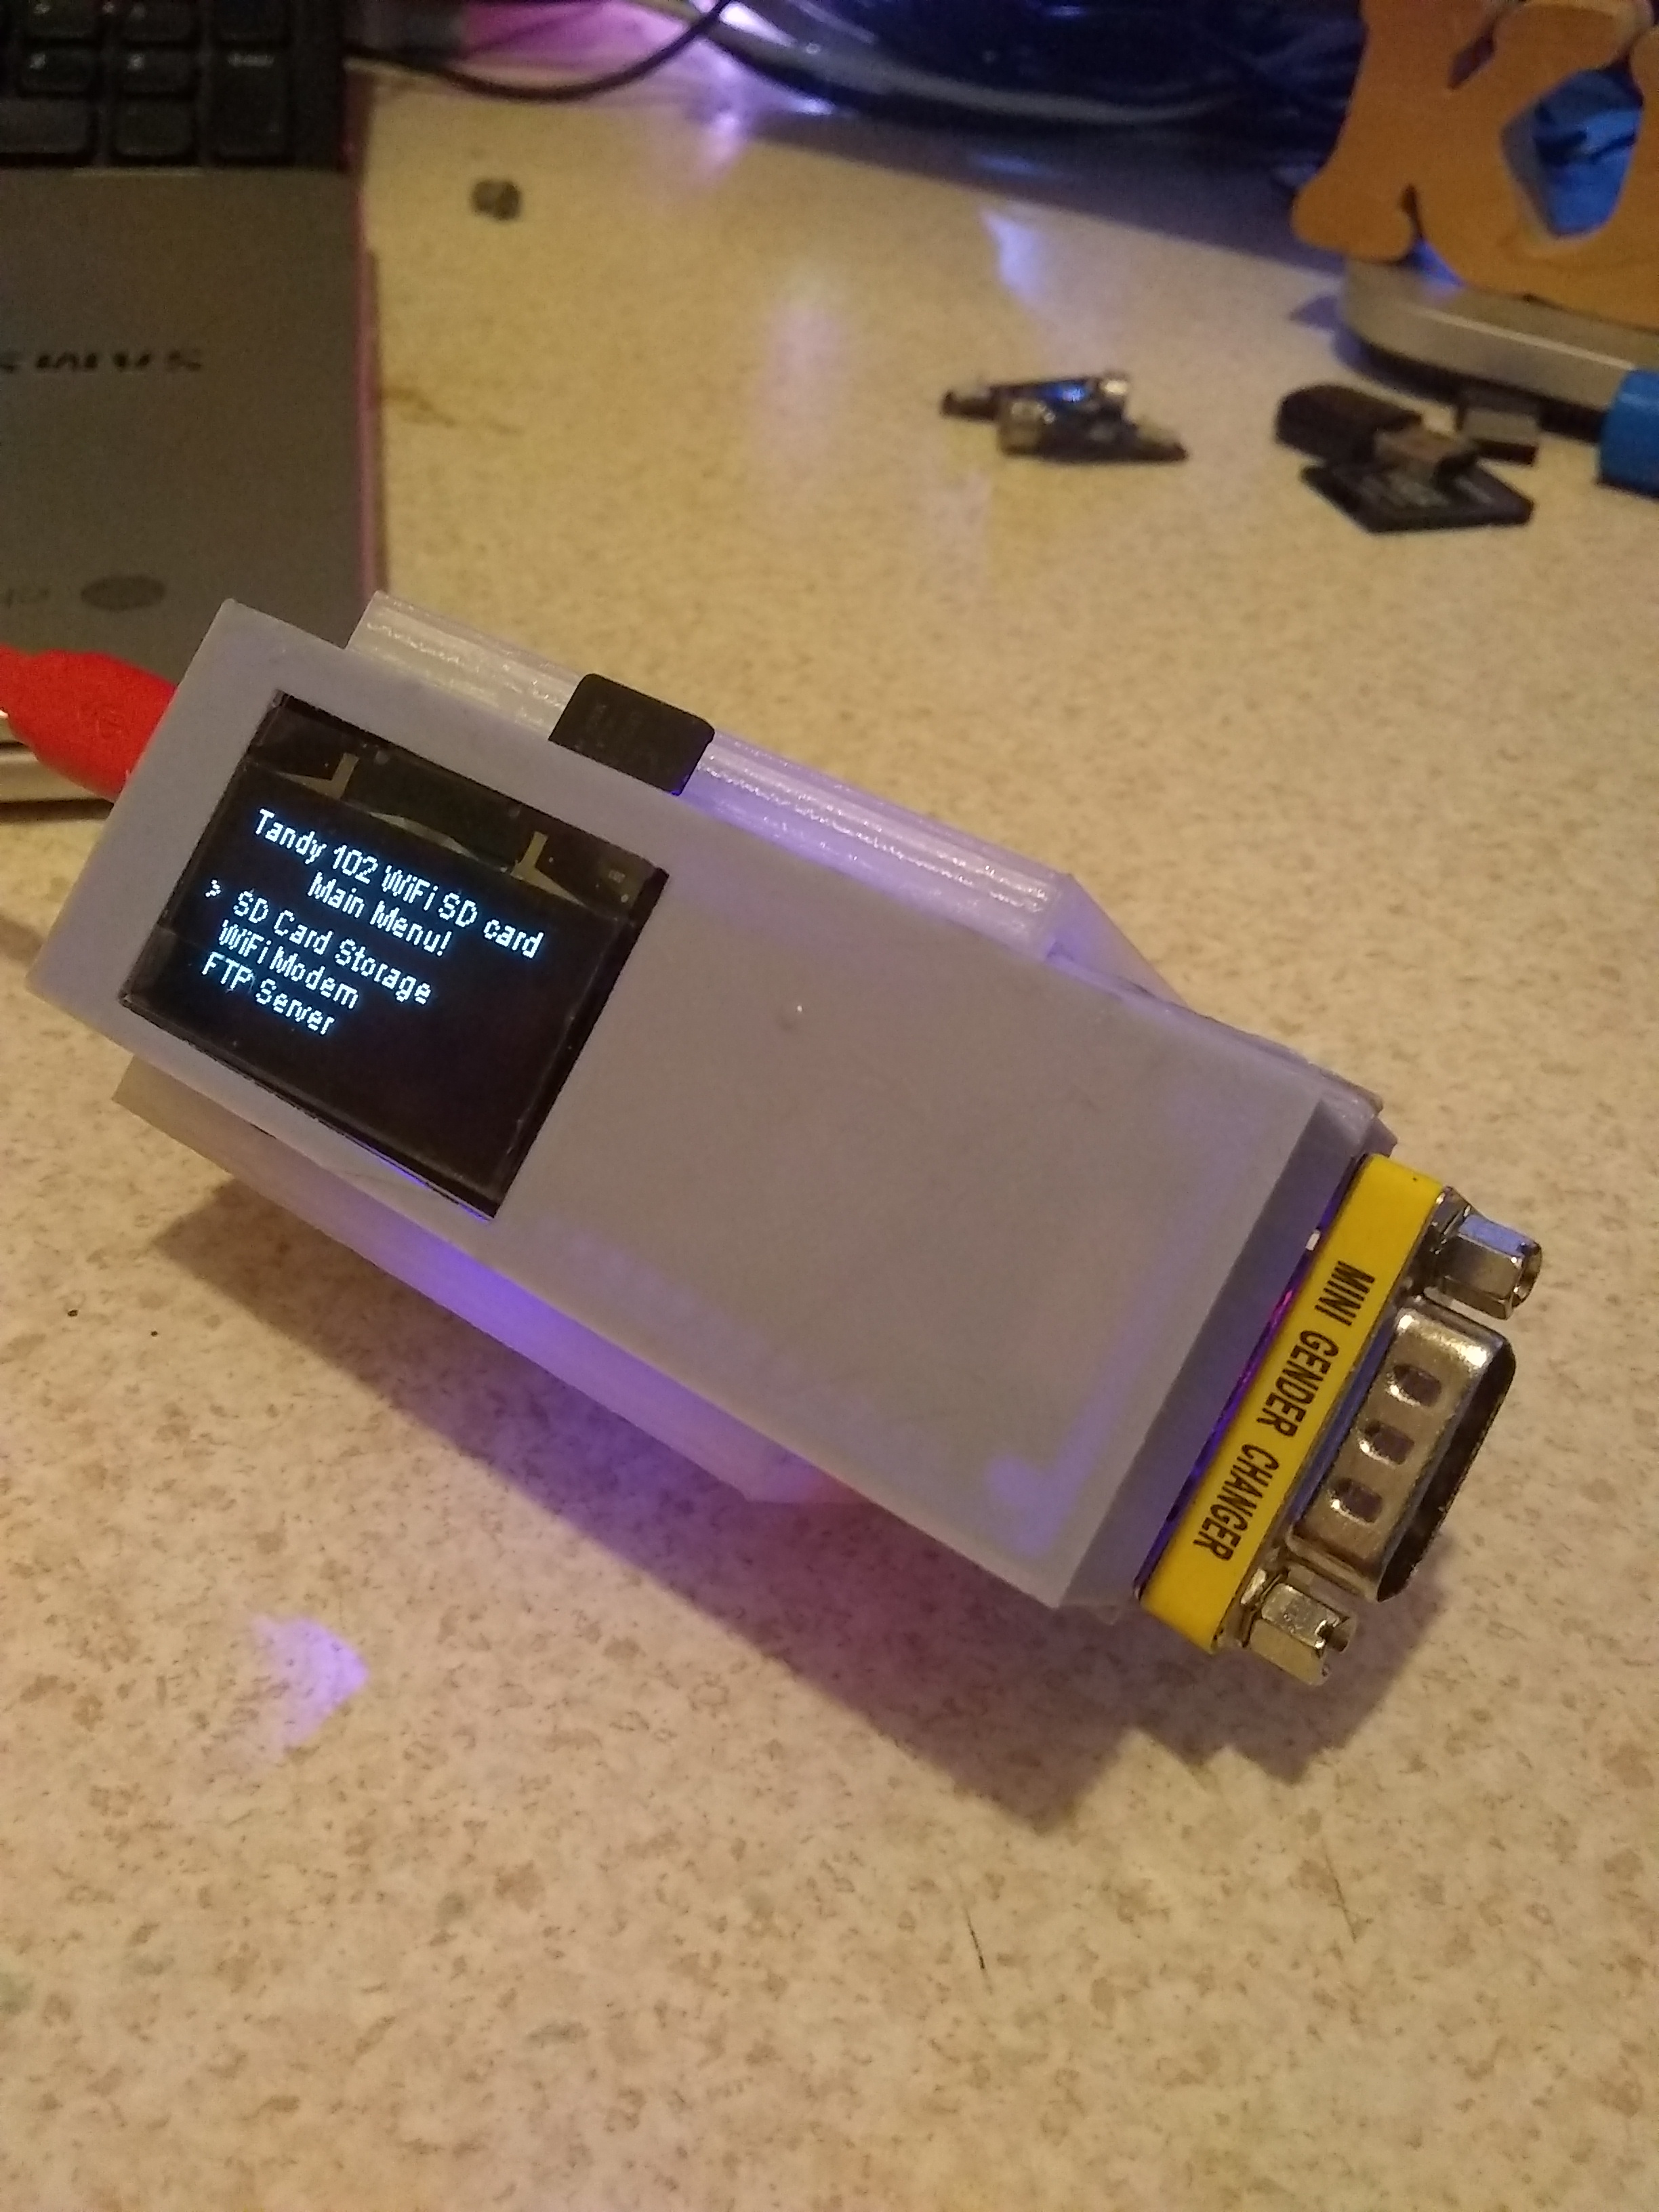 Tandy 102 WiFi SD card
Main Menu!
> SD Card Storage
WiFi Modem
FTP Server
MINI GENDER CHANGER